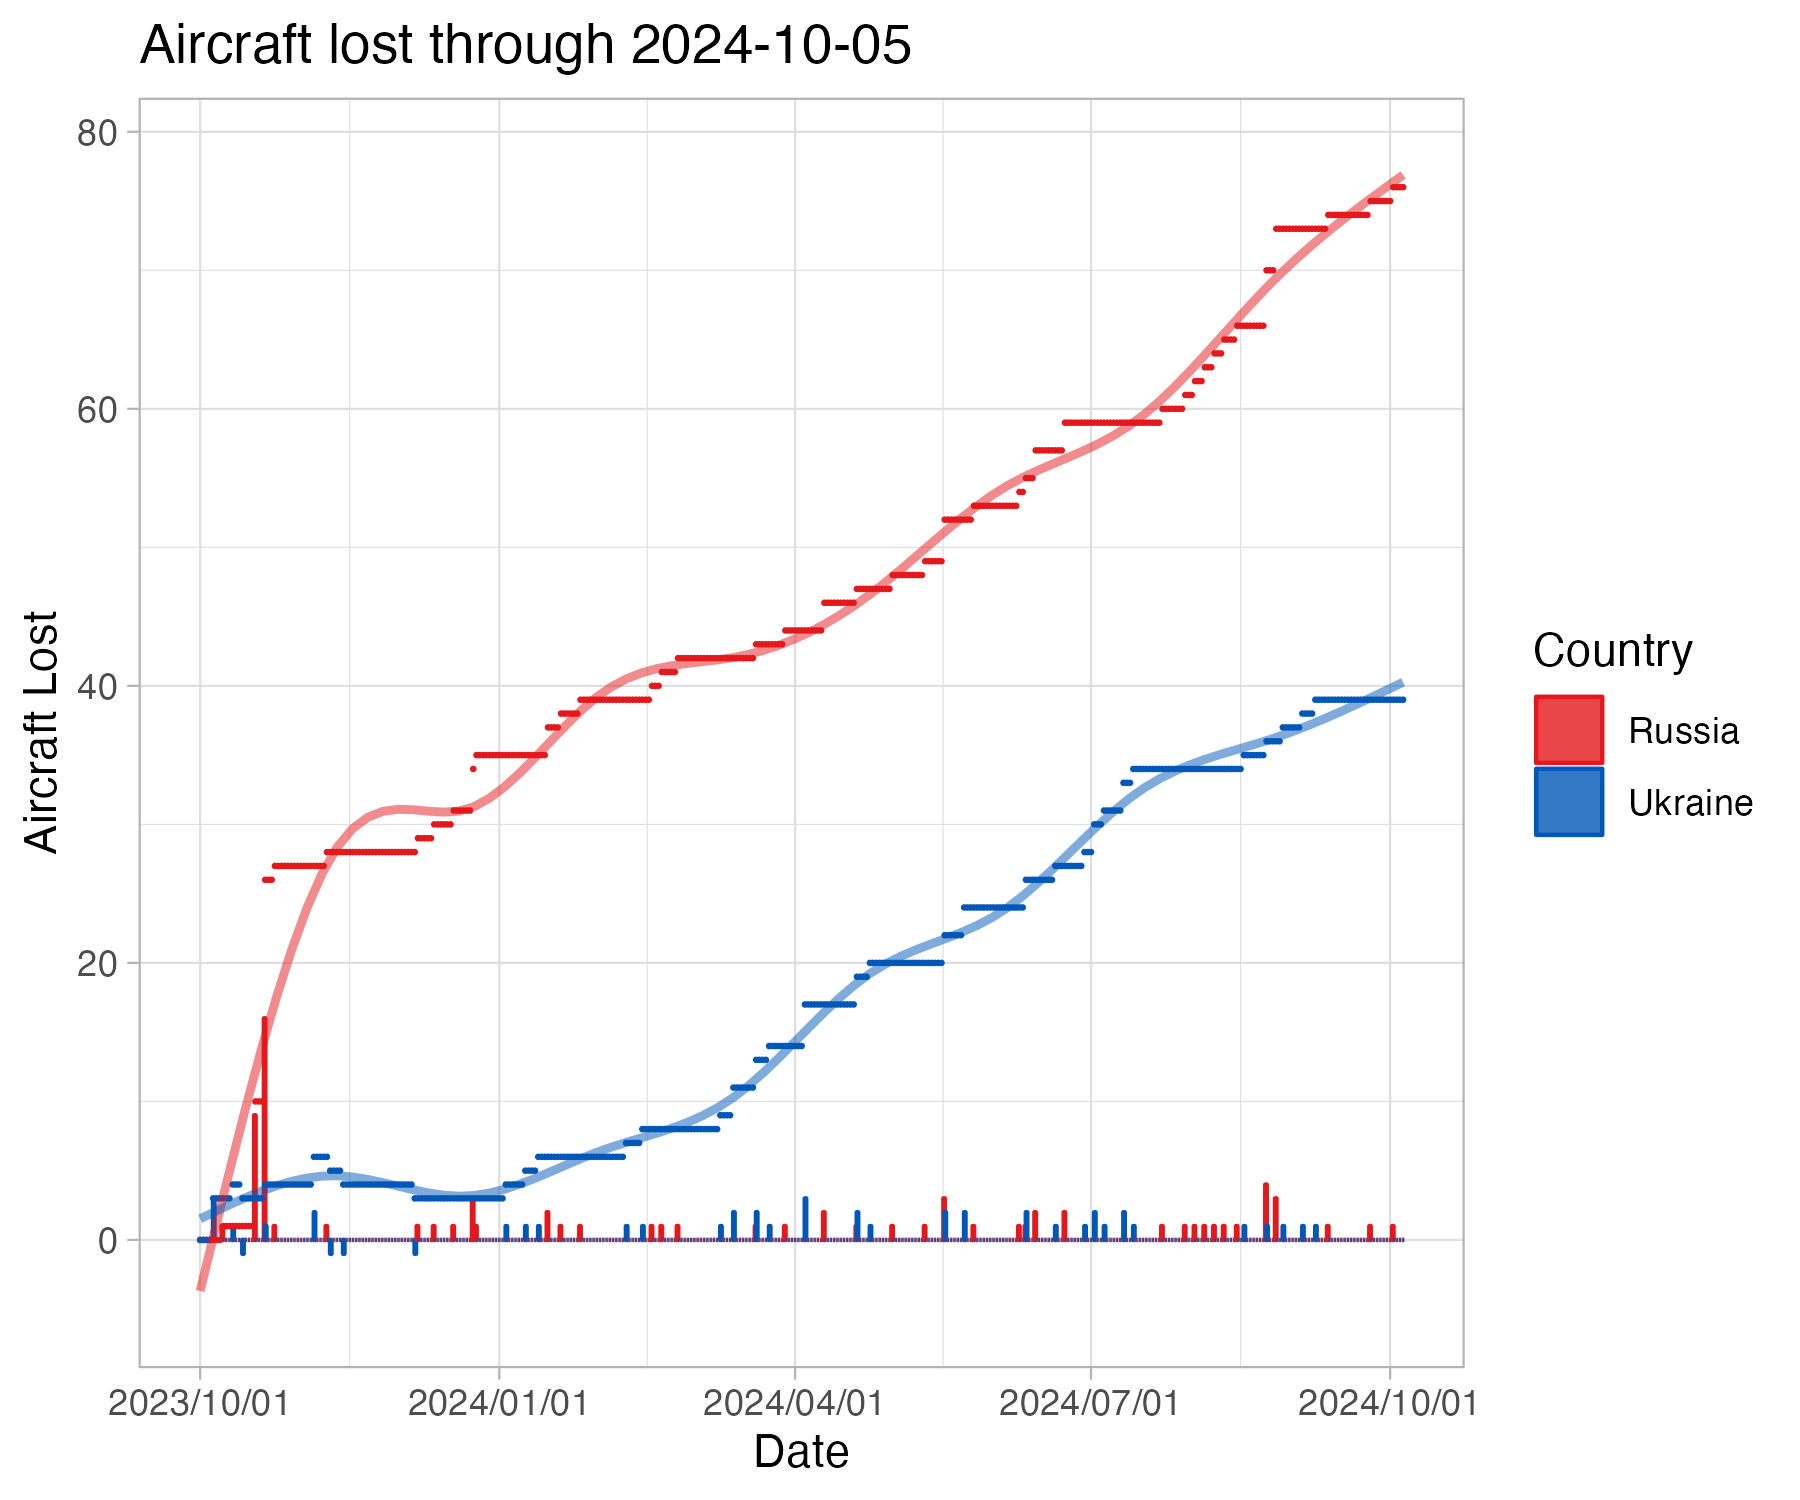 Aircraft lost through 2024-10-05
80
60
40
20
0
Aircraft Lost
2023/10/01
2024/01/01
2024/04/01
2024/07/01
2024/10/01
Date
Country
Russia
Ukraine